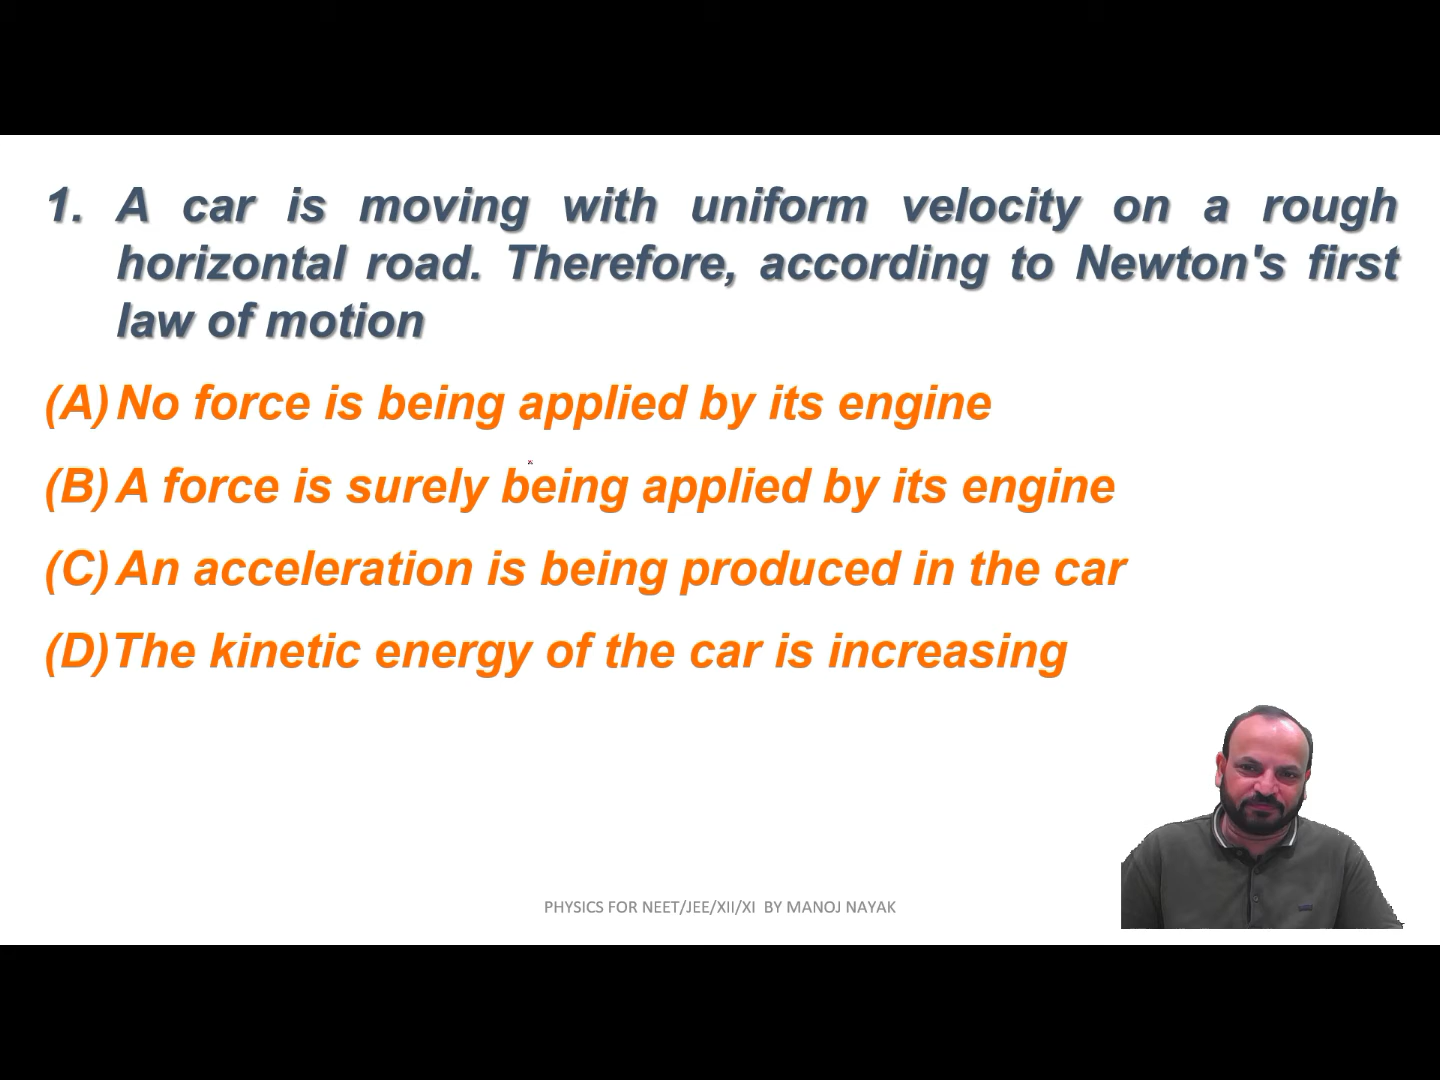 1. A car is moving with uniform velocity on a rough
horizontal road. Therefore, according to Newton's first
law of motion
(A) No force is being applied by its engine
(B) A force is surely being applied by its engine
(C) An acceleration is being produced in the car
(D) The kinetic energy of the car is increasing
PHYSICS FOR NEET/JEE/XII/XI BY MANOJ NAYAK